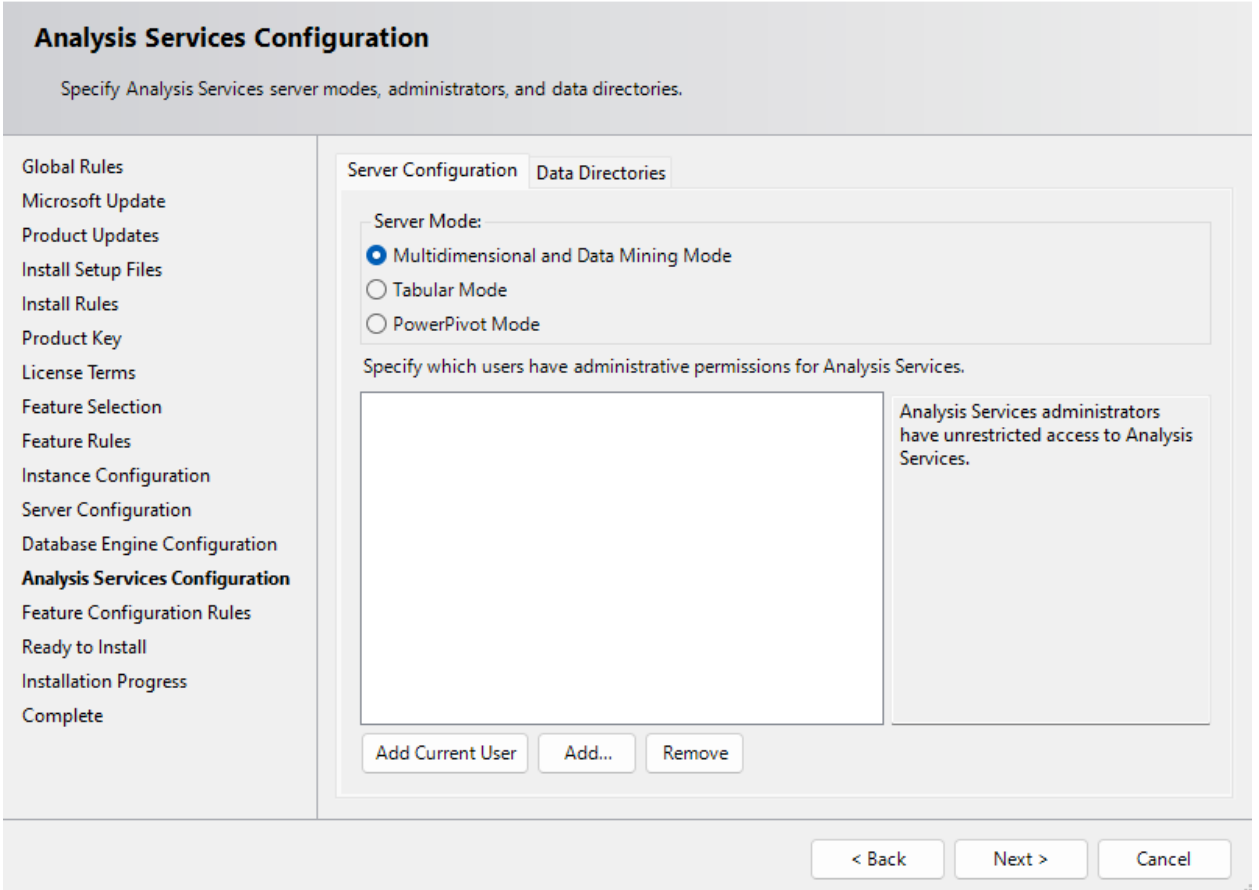 Analysis Services Configuration
Specify Analysis Services server modes, administrators, and data directories.
Global Rules
Microsoft Update
Product Updates
Install Setup Files
Install Rules
Product Key
License Terms
Feature Selection
Feature Rules
Instance Configuration
Server Configuration
Database Engine Configuration
Analysis Services Configuration
Feature Configuration Rules
Ready to Install
Installation Progress
Complete
Server Configuration
Data Directories
Server Mode:
Multidimensional and Data Mining Mode
Tabular Mode
PowerPivot Mode
Specify which users have administrative permissions for Analysis Services.
Analysis Services administrators
have unrestricted access to Analysis
Services.
Add Current User
Add...
Remove
< Back
Next >
Cancel